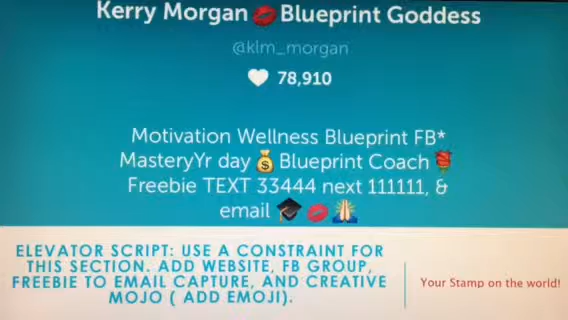 Kerry Morgan💋Blueprint Goddess
@klm_morgan
78,910
Motivation Wellness Blueprint FB*
MasteryYr day💰Blueprint Coach🌹
Freebie TEXT 33444 next 111111, &
email🎓💋🙏
ELEVATOR SCRIPT: USE A CONSTRAINT FOR
THIS SECTION. ADD WEBSITE, FB GROUP,
FREEBIE TO EMAIL CAPTURE, AND CREATIVE
MOJO ( ADD EMOJI).
Your Stamp on the world!